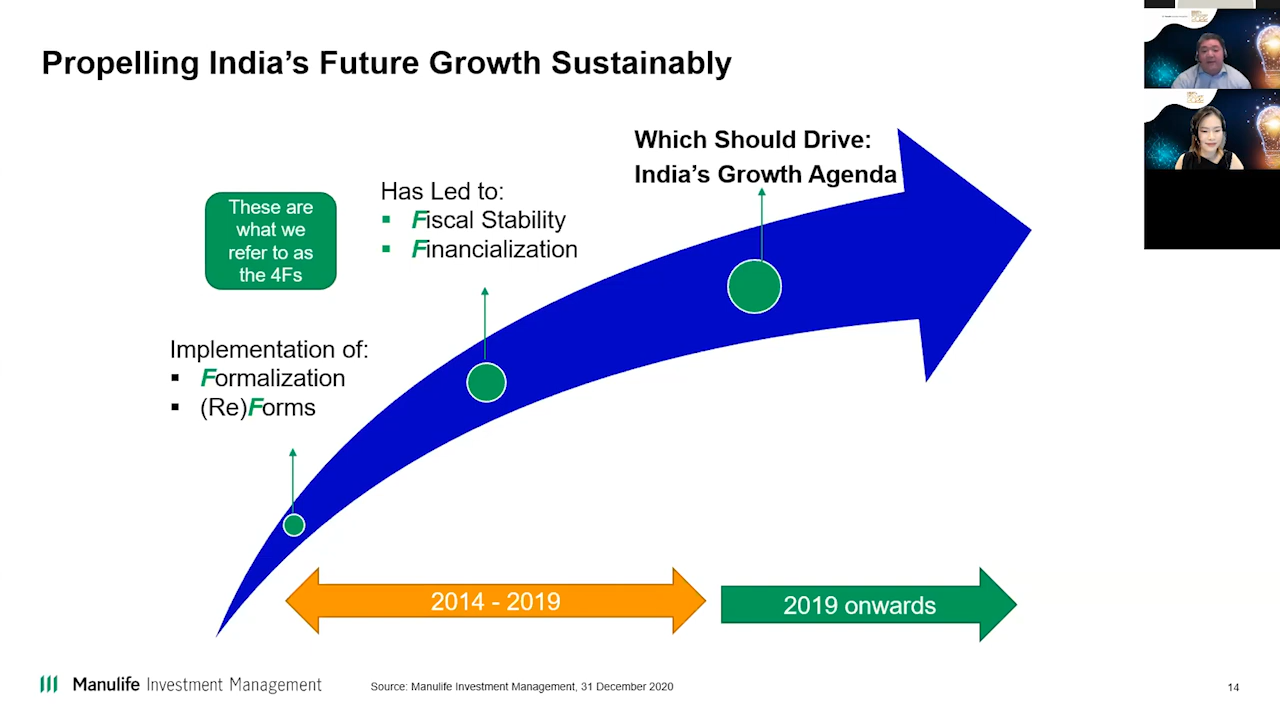 Propelling India's Future Growth Sustainably
Which Should Drive:
India's Growth Agenda
These are
what we
refer to as
the 4Fs
Has Led to:
▪ Fiscal Stability
▪ Financialization
Implementation of:
▪ Formalization
▪ (Re)Forms
2014 - 2019
2019 onwards
Manulife Investment Management
Source: Manulife Investment Management, 31 December 2020
14